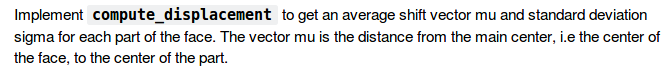 Implement compute_displacement to get an average shift vector mu and standard deviation
sigma for each part of the face. The vector mu is the distance from the main center, i.e the center of
the face, to the center of the part.